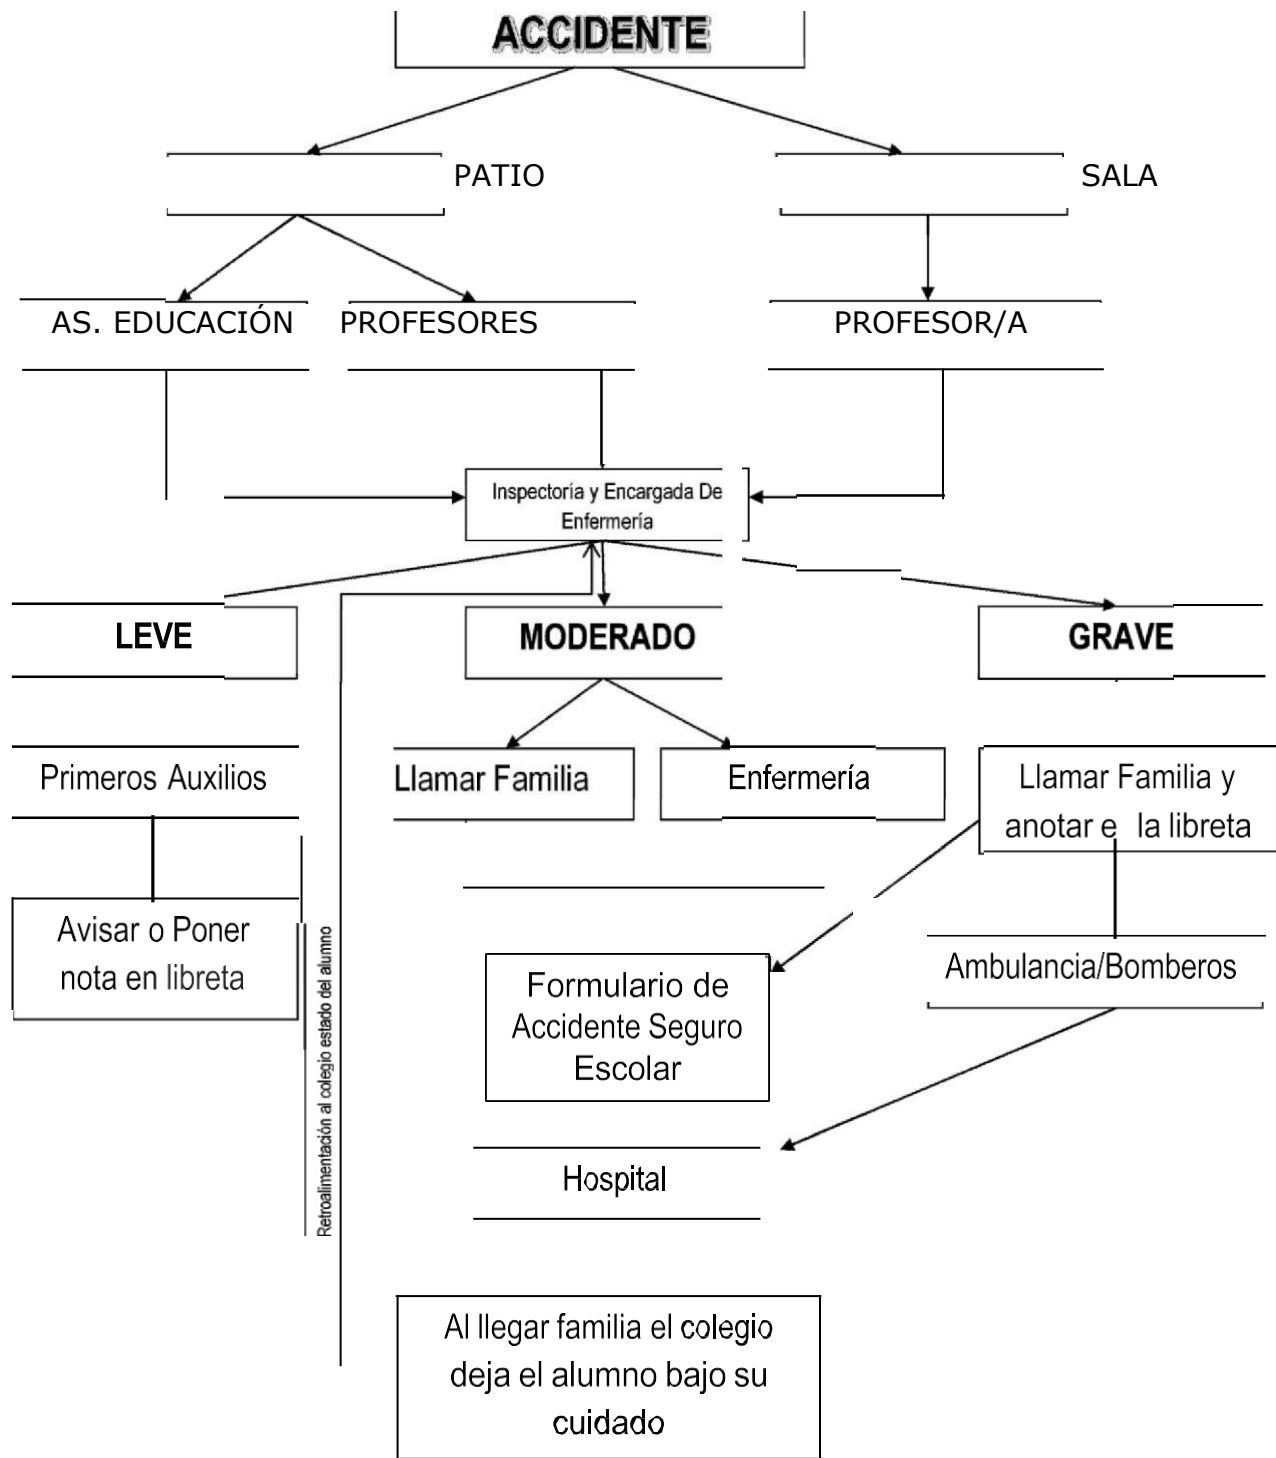 ACCIDENTE
PATIO
SALA
AS. EDUCACIÓN
PROFESORES
PROFESOR/A
Inspectoría y Encargada De
Enfermería
LEVE
MODERADO
GRAVE
Primeros Auxilios
Llamar Familia
Enfermería
Llamar Familia y
anotar e la libreta
Avisar o Poner
nota en libreta
Retroalimentación al colegio estado del alumno
Formulario de
Accidente Seguro
Escolar
Ambulancia/Bomberos
Hospital
Al llegar familia el colegio
deja el alumno bajo su
cuidado